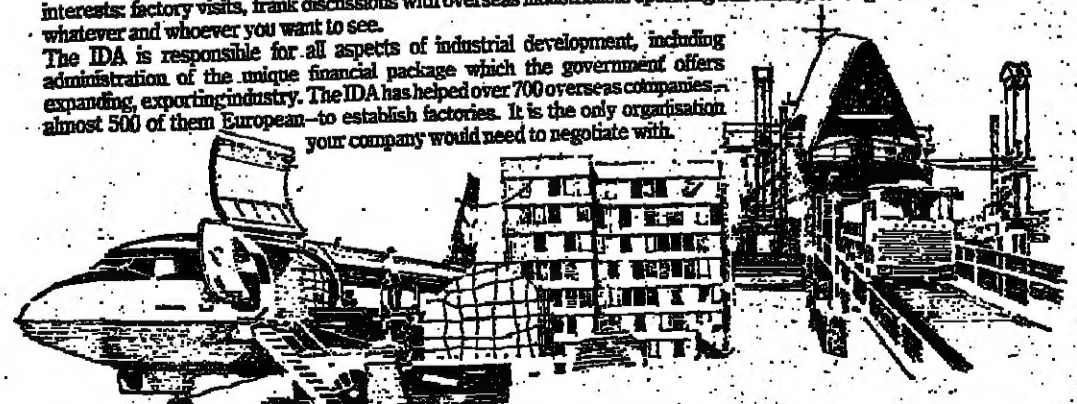 interests: factory visits, frank discussions with overseas industrialists
whatever and whoever you want to see.
The IDA is responsible for all aspects of industrial development, including
administration of the unique financial package which the government offers
expanding, exporting industry. The IDA has helped over 700 overseas companies—
almost 500 of them European—to establish factories. It is the only organisation
your company would need to negotiate with.